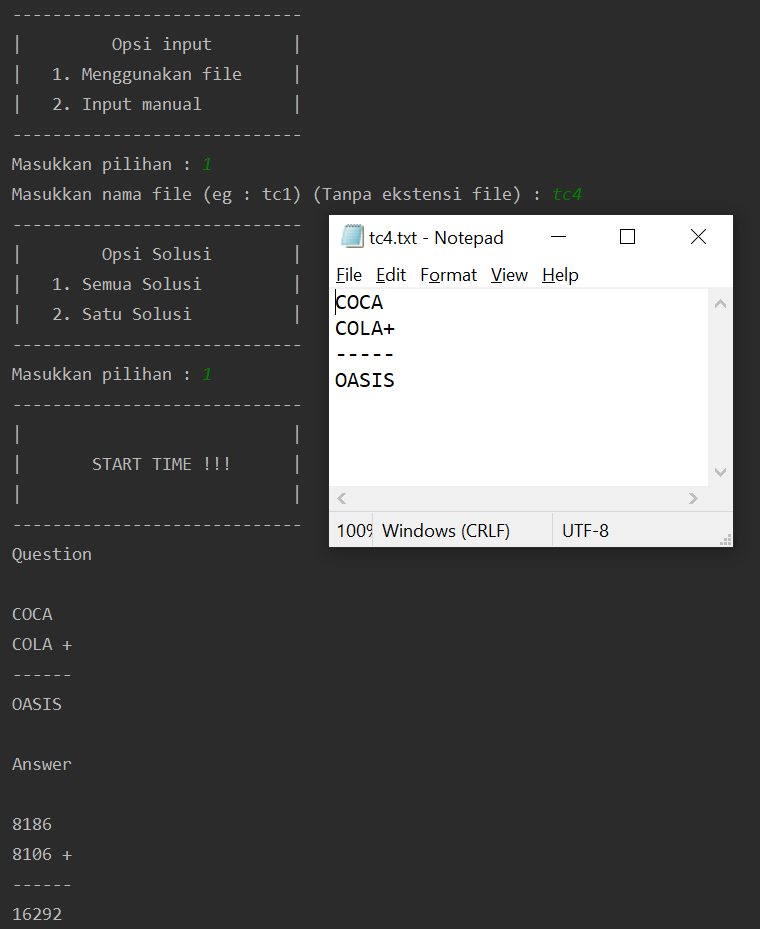 -----------------------------
|         Opsi input        |
|   1. Menggunakan file     |
|   2. Input manual         |
-----------------------------
Masukkan pilihan : 1
Masukkan nama file (eg : tc1) (Tanpa ekstensi file) : tc4
-----------------------------
|        Opsi Solusi        |
|   1. Semua Solusi         |
|   2. Satu Solusi          |
-----------------------------
Masukkan pilihan : 1
-----------------------------
|                           |
|       START TIME !!!      |
|                           |
-----------------------------
Question
COCA
COLA +
------
OASIS
Answer
8186
8106 +
------
16292
tc4.txt - Notepad
File Edit Format View Help
COCA
COLA+
-----
OASIS
100% Windows (CRLF) UTF-8